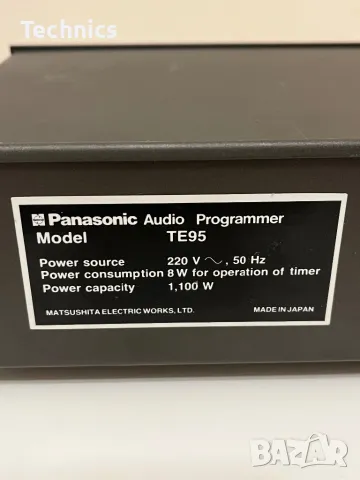 Technics
Panasonic Audio Programmer
Model TE95
Power source 220 V ~, 50 Hz
Power consumption 8 W for operation of timer
Power capacity 1,100 W
MATSUSHITA ELECTRIC WORKS, LTD. MADE IN JAPAN
BAZAR